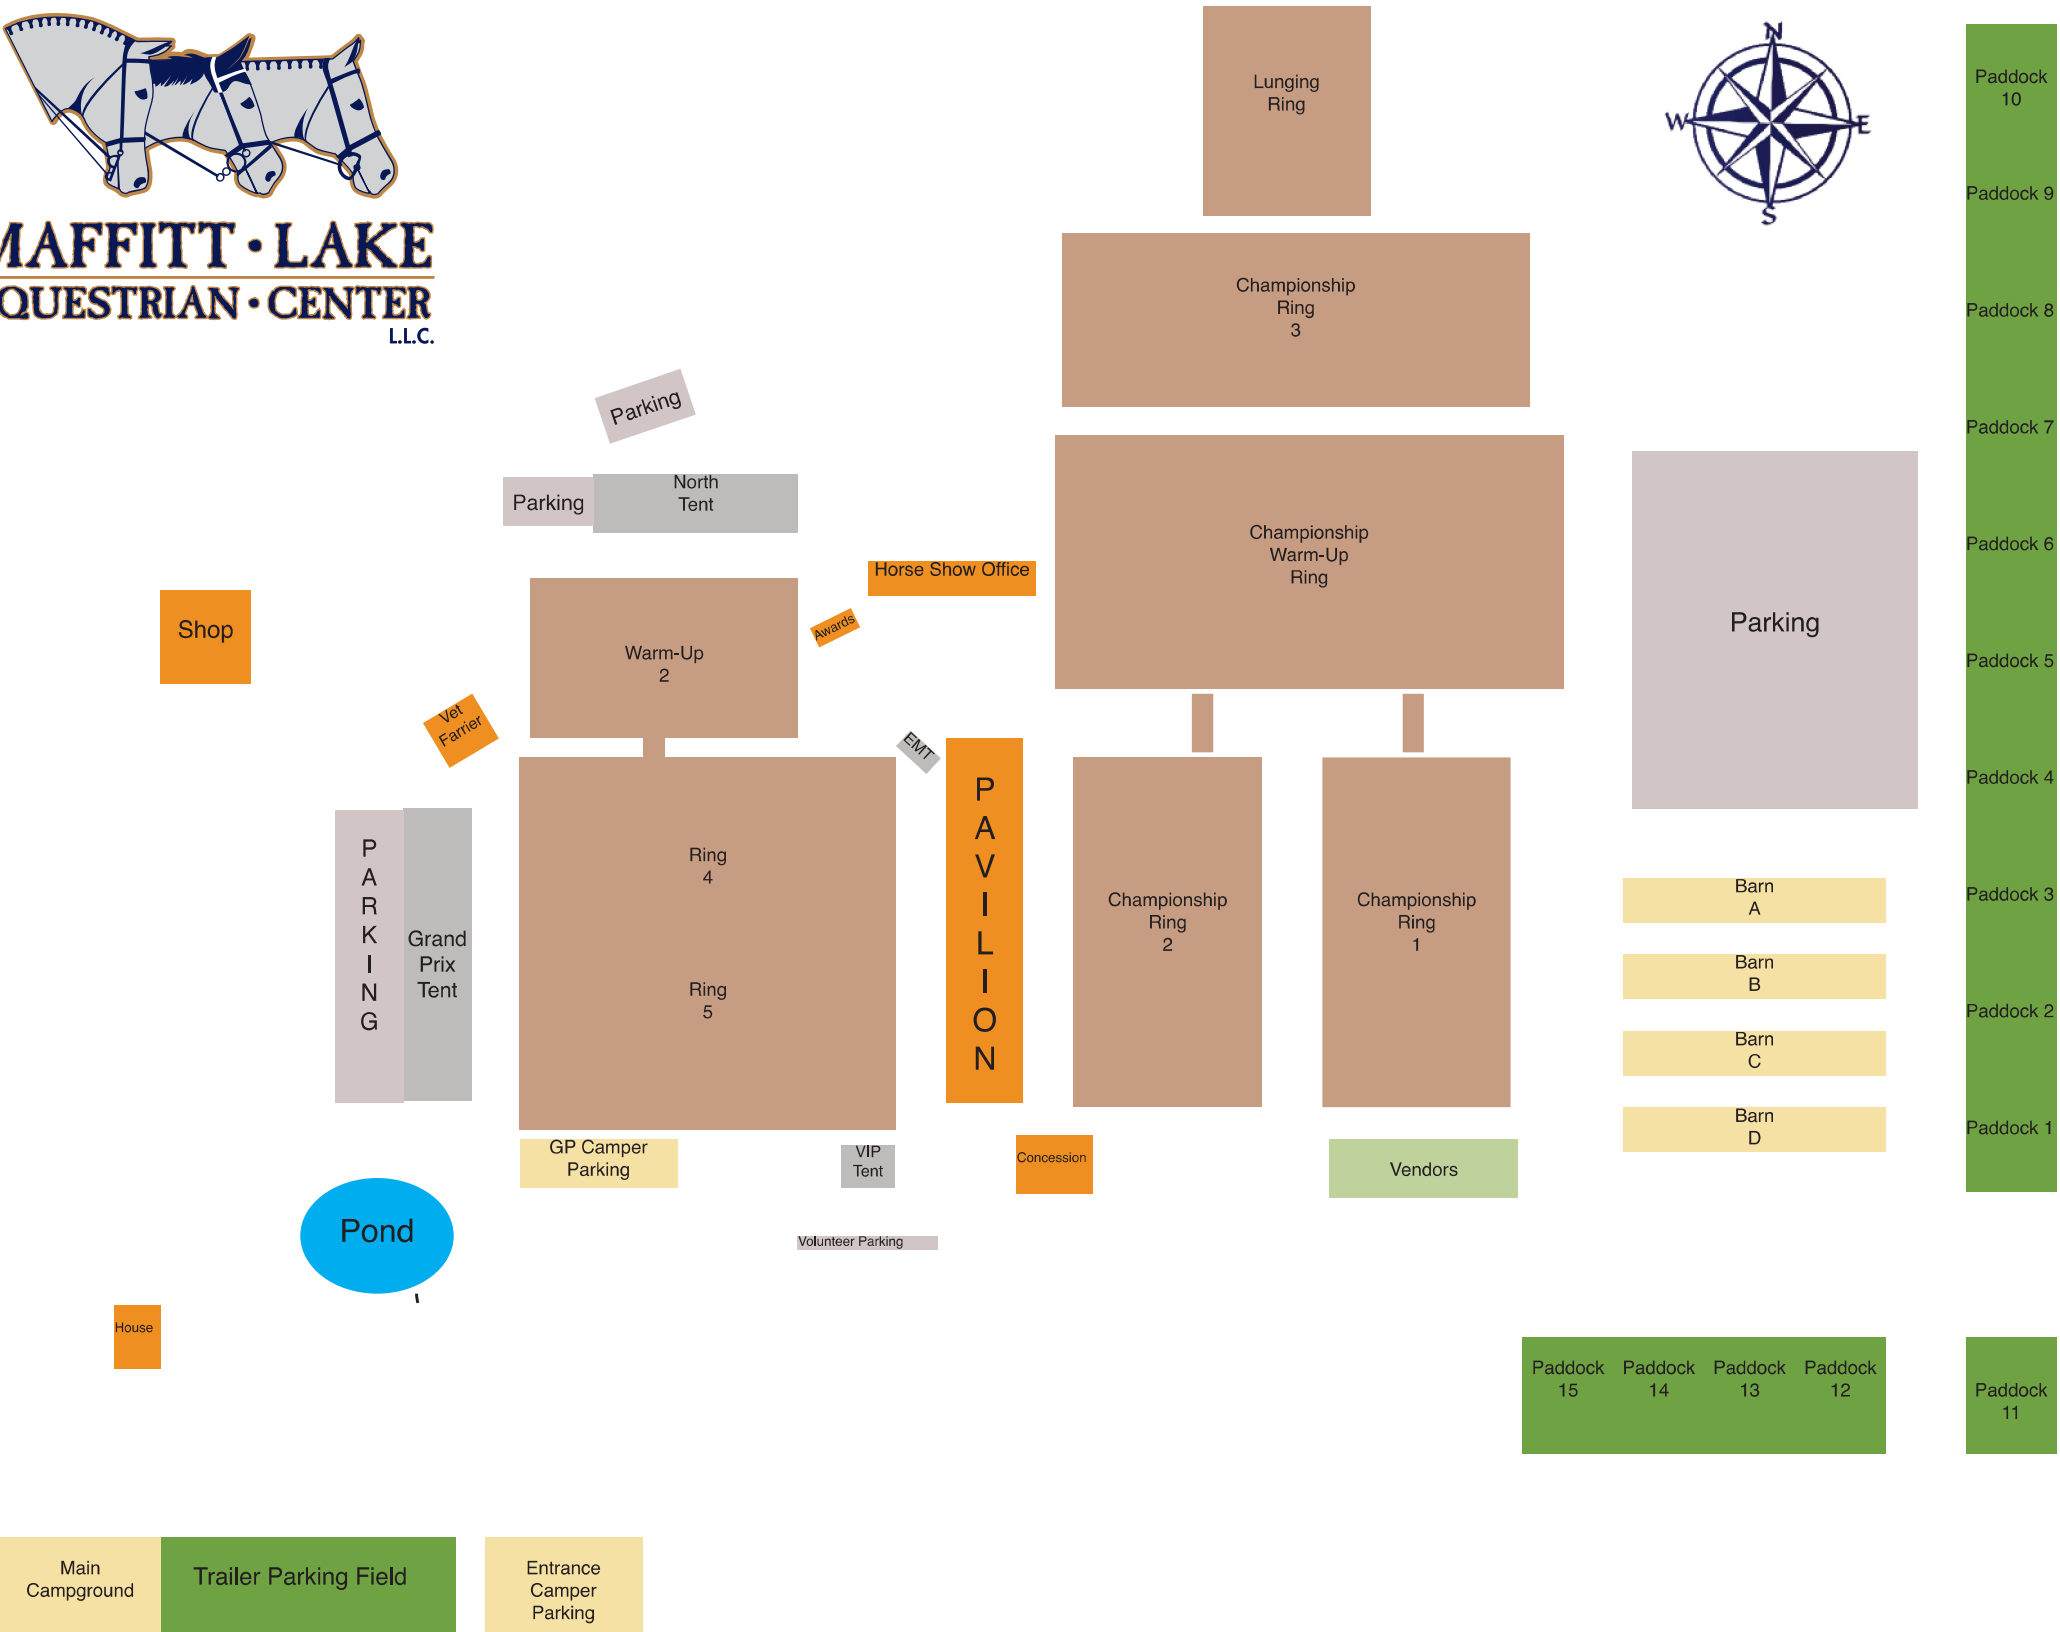 MAFFITT • LAKE
QUESTRIAN • CENTER
L.L.C.
Lunging
Ring
N
W
E
S
Championship
Ring
3
Parking
Parking
North
Tent
Horse Show Office
Awards
Championship
Warm-Up
Ring
Parking
Shop
Warm-Up
2
Vet
Farrier
EMT
PARKING
Grand
Prix
Tent
Ring
4
Ring
5
PAVILION
Championship
Ring
2
Championship
Ring
1
Barn
A
Barn
B
Barn
C
Barn
D
Paddock
10
Paddock 9
Paddock 8
Paddock 7
Paddock 6
Paddock 5
Paddock 4
Paddock 3
Paddock 2
Paddock 1
GP Camper
Parking
VIP
Tent
Concession
Vendors
Pond
Volunteer Parking
House
Paddock
15
Paddock
14
Paddock
13
Paddock
12
Paddock
11
Main
Campground
Trailer Parking Field
Entrance
Camper
Parking